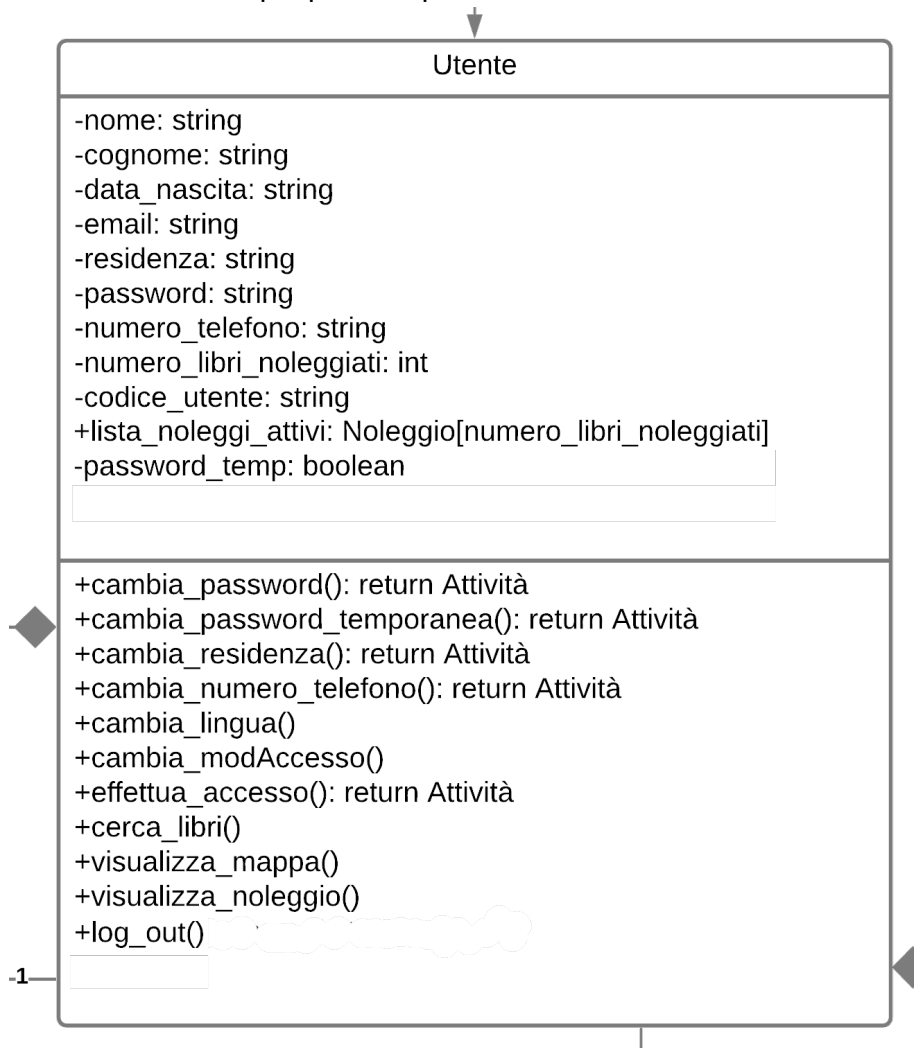 Utente
-nome: string
-cognome: string
-data_nascita: string
-email: string
-residenza: string
-password: string
-numero_telefono: string
-numero_libri_noleggiati: int
-codice_utente: string
+lista_noleggi_attivi: Noleggio[numero_libri_noleggiati]
-password_temp: boolean
+cambia_password(): return Attività
+cambia_password_temporanea(): return Attività
+cambia_residenza(): return Attività
+cambia_numero_telefono(): return Attività
+cambia_lingua()
+cambia_modAccesso()
+effettua_accesso(): return Attività
+cerca_libri()
+visualizza_mappa()
+visualizza_noleggio()
+log_out()
1